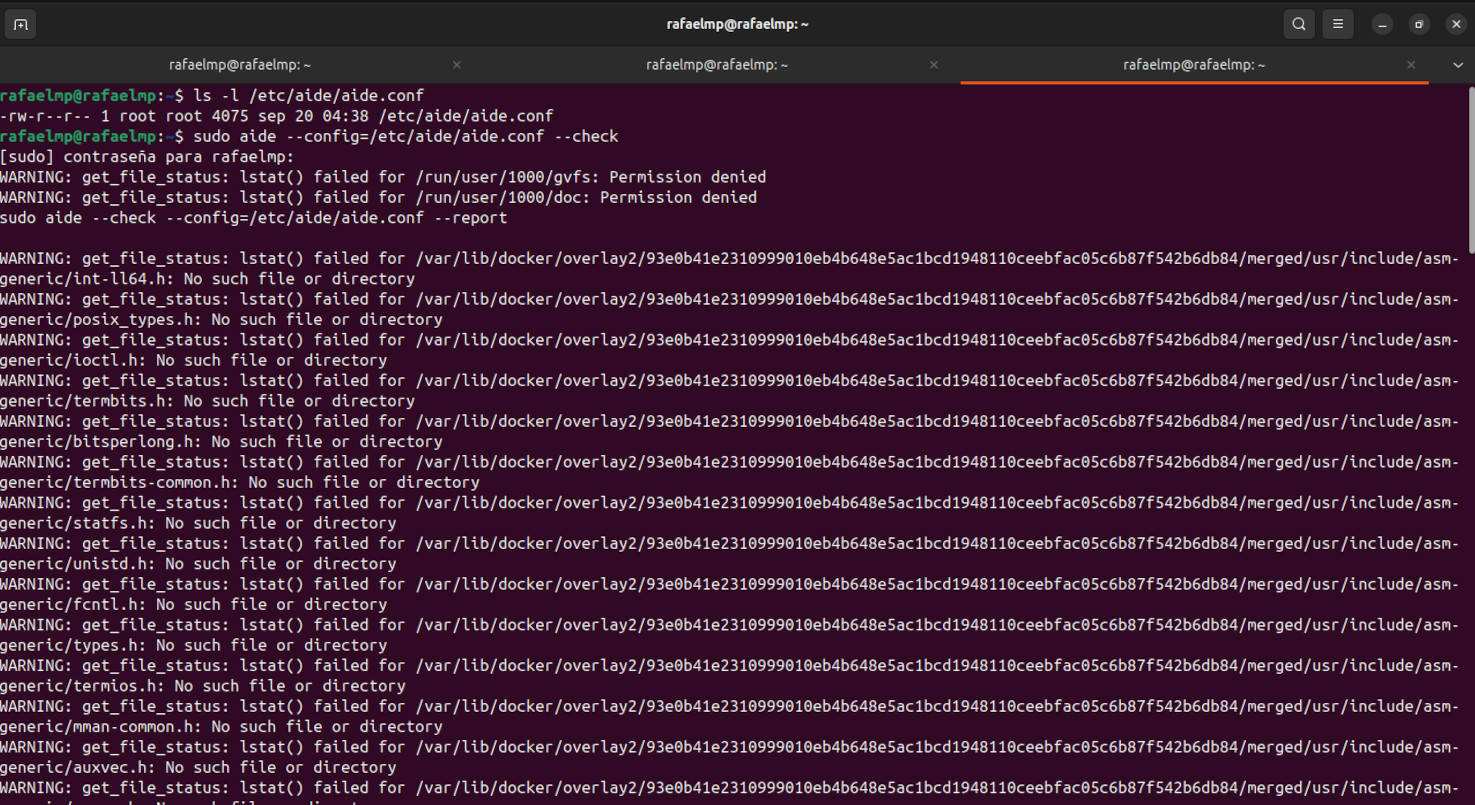 rafaelmp@rafaelmp: ~
rafaelmp@rafaelmp: ~
rafaelmp@rafaelmp: ~
rafaelmp@rafaelmp: ~
rafaelmp@rafaelmp:~$ ls -l /etc/aide/aide.conf
-rw-r--r-- 1 root root 4075 sep 20 04:38 /etc/aide/aide.conf
rafaelmp@rafaelmp:~$ sudo aide --config=/etc/aide/aide.conf --check
[sudo] contraseña para rafaelmp:
WARNING: get_file_status: lstat() failed for /run/user/1000/gvfs: Permission denied
WARNING: get_file_status: lstat() failed for /run/user/1000/doc: Permission denied
sudo aide --check --config=/etc/aide/aide.conf --report
WARNING: get_file_status: lstat() failed for /var/lib/docker/overlay2/93e0b41e2310999010eb4b648e5ac1bcd1948110ceebfac05c6b87f542b6db84/merged/usr/include/asm-
generic/int-ll64.h: No such file or directory
WARNING: get_file_status: lstat() failed for /var/lib/docker/overlay2/93e0b41e2310999010eb4b648e5ac1bcd1948110ceebfac05c6b87f542b6db84/merged/usr/include/asm-
generic/posix_types.h: No such file or directory
WARNING: get_file_status: lstat() failed for /var/lib/docker/overlay2/93e0b41e2310999010eb4b648e5ac1bcd1948110ceebfac05c6b87f542b6db84/merged/usr/include/asm-
generic/ioctl.h: No such file or directory
WARNING: get_file_status: lstat() failed for /var/lib/docker/overlay2/93e0b41e2310999010eb4b648e5ac1bcd1948110ceebfac05c6b87f542b6db84/merged/usr/include/asm-
generic/termbits.h: No such file or directory
WARNING: get_file_status: lstat() failed for /var/lib/docker/overlay2/93e0b41e2310999010eb4b648e5ac1bcd1948110ceebfac05c6b87f542b6db84/merged/usr/include/asm-
generic/bitsperlong.h: No such file or directory
WARNING: get_file_status: lstat() failed for /var/lib/docker/overlay2/93e0b41e2310999010eb4b648e5ac1bcd1948110ceebfac05c6b87f542b6db84/merged/usr/include/asm-
generic/termbits-common.h: No such file or directory
WARNING: get_file_status: lstat() failed for /var/lib/docker/overlay2/93e0b41e2310999010eb4b648e5ac1bcd1948110ceebfac05c6b87f542b6db84/merged/usr/include/asm-
generic/statfs.h: No such file or directory
WARNING: get_file_status: lstat() failed for /var/lib/docker/overlay2/93e0b41e2310999010eb4b648e5ac1bcd1948110ceebfac05c6b87f542b6db84/merged/usr/include/asm-
generic/unistd.h: No such file or directory
WARNING: get_file_status: lstat() failed for /var/lib/docker/overlay2/93e0b41e2310999010eb4b648e5ac1bcd1948110ceebfac05c6b87f542b6db84/merged/usr/include/asm-
generic/fcntl.h: No such file or directory
WARNING: get_file_status: lstat() failed for /var/lib/docker/overlay2/93e0b41e2310999010eb4b648e5ac1bcd1948110ceebfac05c6b87f542b6db84/merged/usr/include/asm-
generic/types.h: No such file or directory
WARNING: get_file_status: lstat() failed for /var/lib/docker/overlay2/93e0b41e2310999010eb4b648e5ac1bcd1948110ceebfac05c6b87f542b6db84/merged/usr/include/asm-
generic/termios.h: No such file or directory
WARNING: get_file_status: lstat() failed for /var/lib/docker/overlay2/93e0b41e2310999010eb4b648e5ac1bcd1948110ceebfac05c6b87f542b6db84/merged/usr/include/asm-
generic/mman-common.h: No such file or directory
WARNING: get_file_status: lstat() failed for /var/lib/docker/overlay2/93e0b41e2310999010eb4b648e5ac1bcd1948110ceebfac05c6b87f542b6db84/merged/usr/include/asm-
generic/auxvec.h: No such file or directory
WARNING: get_file_status: lstat() failed for /var/lib/docker/overlay2/93e0b41e2310999010eb4b648e5ac1bcd1948110ceebfac05c6b87f542b6db84/merged/usr/include/asm-